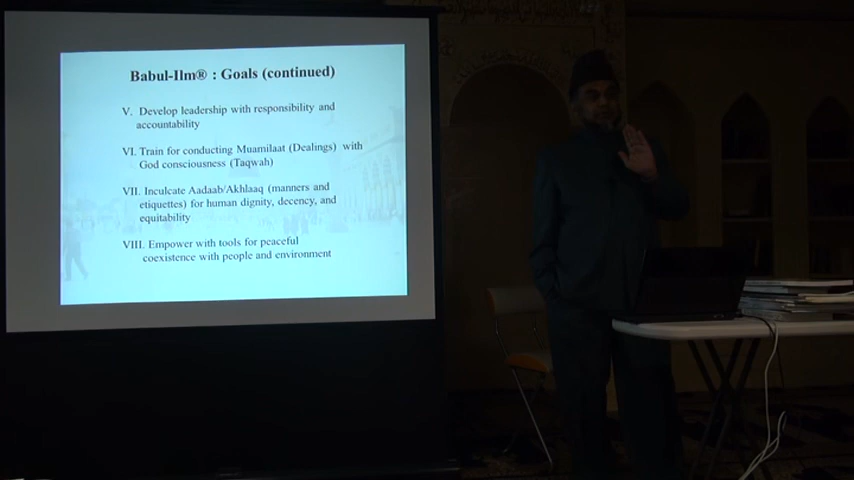 Babul-Ilm® : Goals (continued)
V. Develop leadership with responsibility and
accountability
VI. Train for conducting Muamilaat (Dealings) with
God consciousness (Taqwah)
VII. Inculcate Aadaab/Akhlaaq (manners and
etiquettes) for human dignity, decency, and
equitability
VIII. Empower with tools for peaceful
coexistence with people and environment